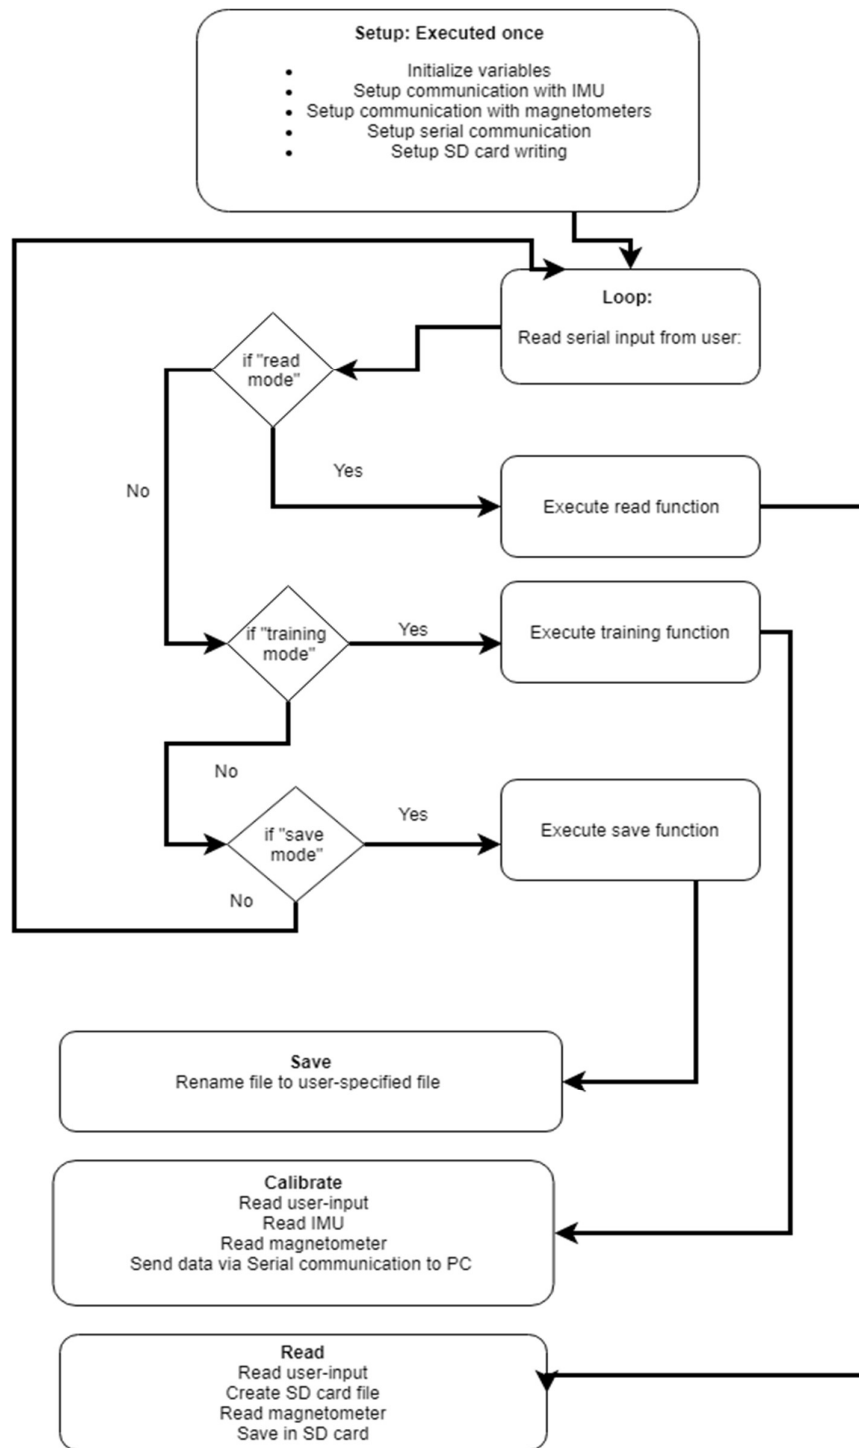 Setup: Executed once
• Initialize variables
• Setup communication with IMU
• Setup communication with magnetometers
• Setup serial communication
• Setup SD card writing
Loop:
Read serial input from user:
if "read
mode"
Yes
No
Execute read function
if "training
mode"
Yes
Execute training function
No
if "save
mode"
Yes
Execute save function
No
Save
Rename file to user-specified file
Calibrate
Read user-input
Read IMU
Read magnetometer
Send data via Serial communication to PC
Read
Read user-input
Create SD card file
Read magnetometer
Save in SD card